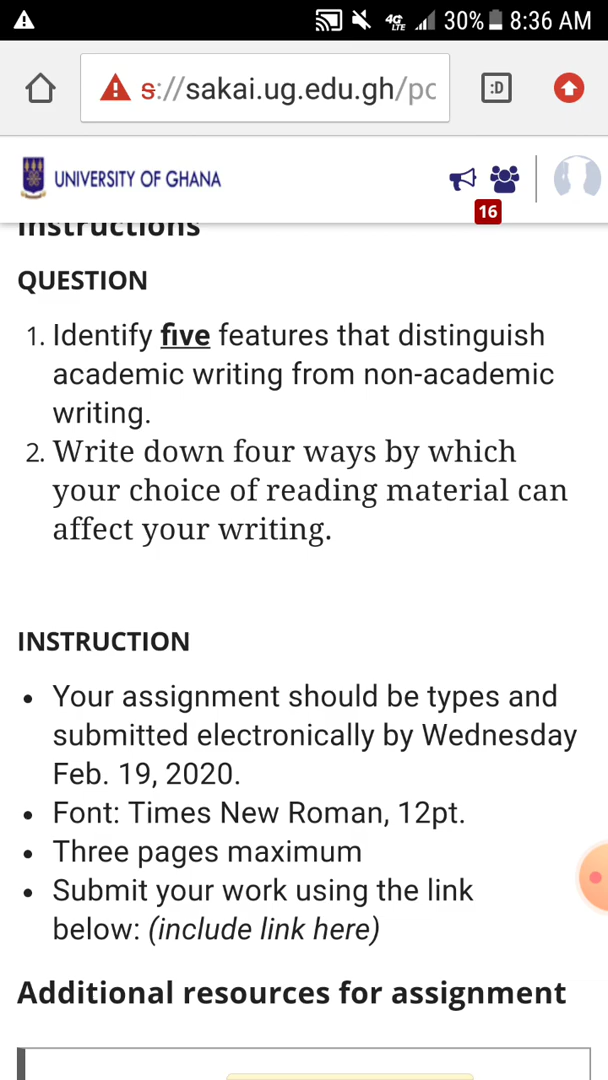 4G LTE 30% 8:36 AM
s://sakai.ug.edu.gh/po
:D
UNIVERSITY OF GHANA
16
Instructions
QUESTION
1. Identify five features that distinguish
academic writing from non-academic
writing.
2. Write down four ways by which
your choice of reading material can
affect your writing.
INSTRUCTION
• Your assignment should be types and
submitted electronically by Wednesday
Feb. 19, 2020.
• Font: Times New Roman, 12pt.
• Three pages maximum
• Submit your work using the link
below: (include link here)
Additional resources for assignment